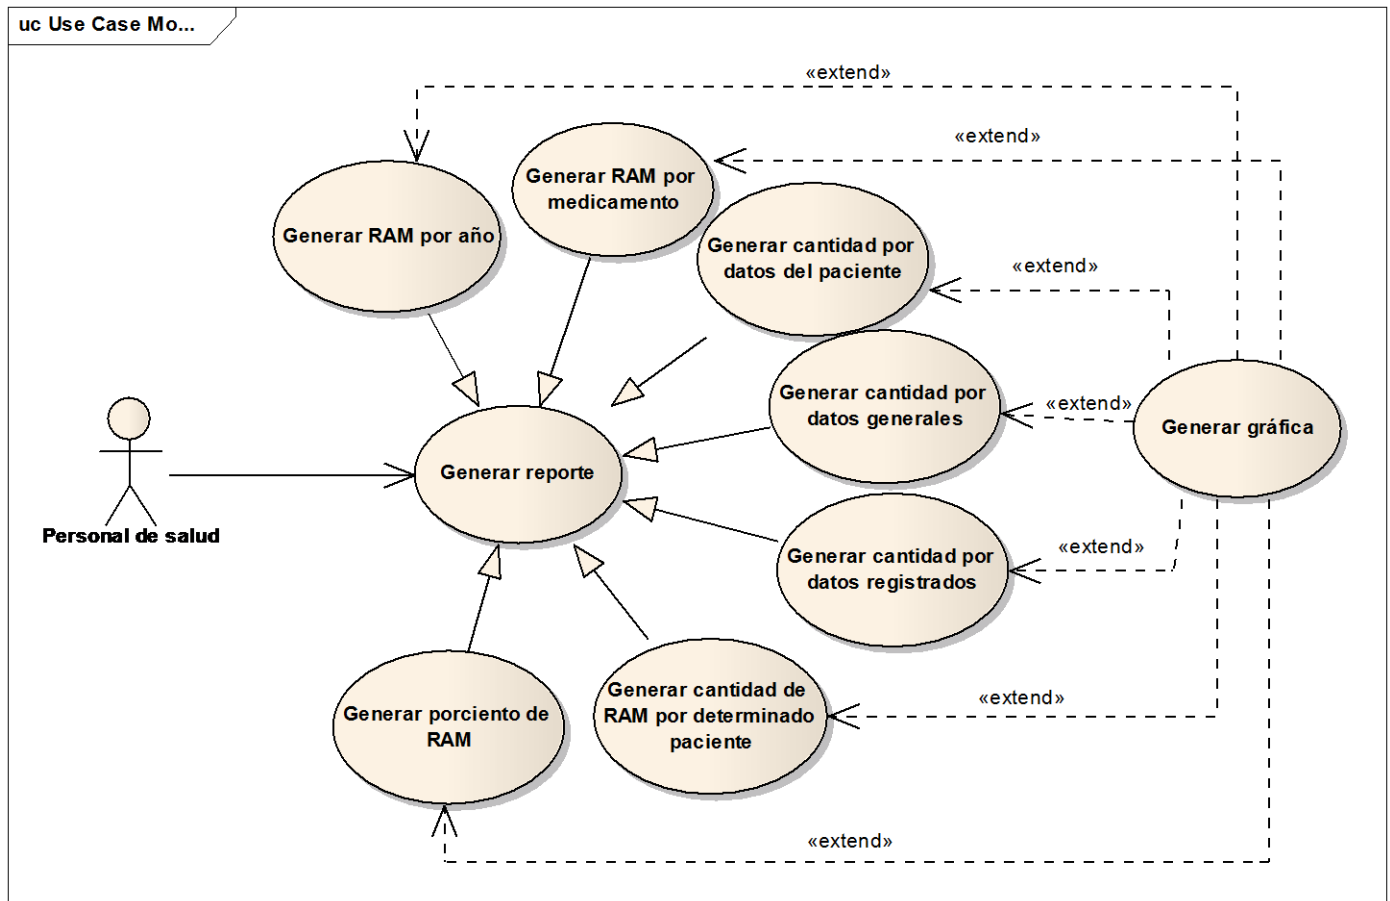 uc Use Case Mo...
«extend»
«extend»
Generar RAM por
medicamento
Generar RAM por año
Generar cantidad por
datos del paciente
«extend»
Generar cantidad por
datos generales
«extend»
Generar gráfica
Generar reporte
Personal de salud
Generar cantidad por
datos registrados
«extend»
Generar cantidad de
RAM por determinado
paciente
«extend»
Generar porciento de
RAM
«extend»